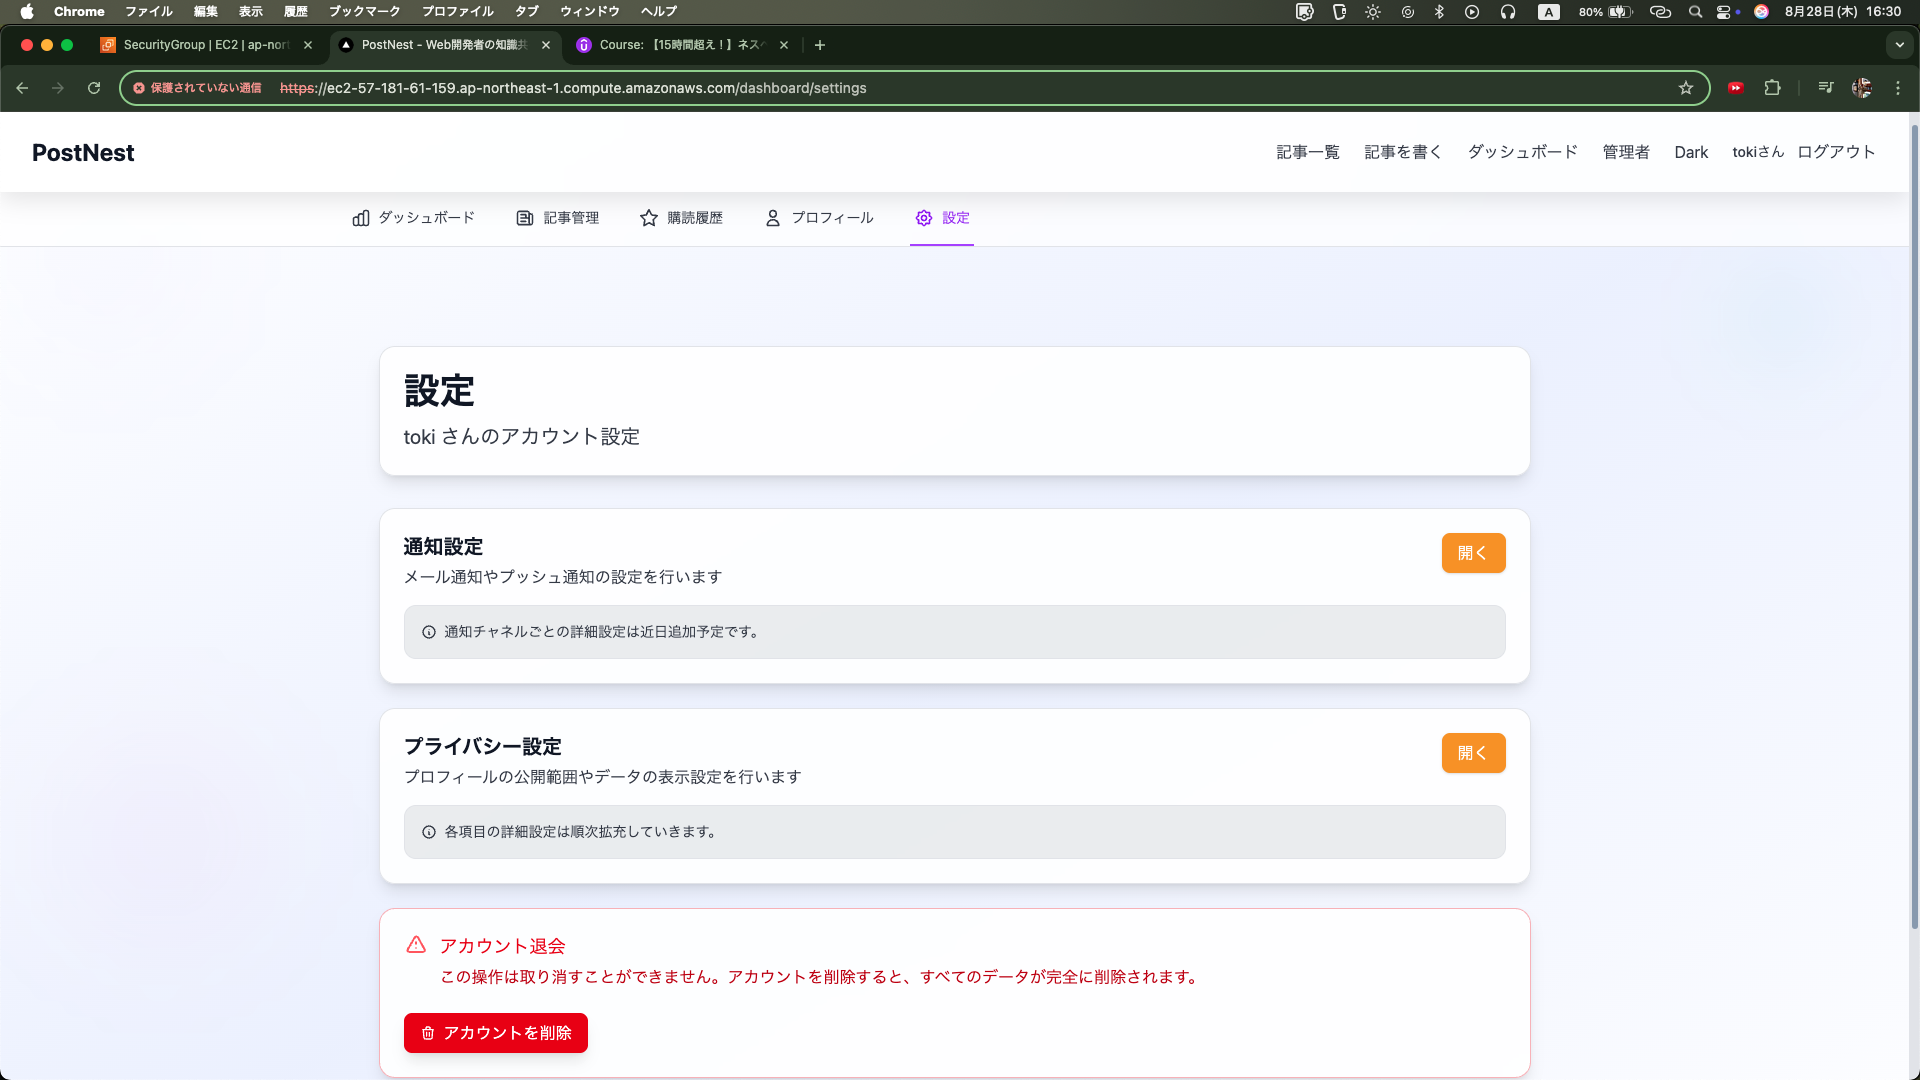 Chrome ファイル 編集 表示 履歴 ブックマーク プロファイル タブ ウィンドウ ヘルプ A 80% 8月28日(木) 16:30
SecurityGroup | EC2 | ap-nort PostNest - Web開発者の知識共 Course: 【15時間超え！】ネスペ
保護されていない通信 https://ec2-57-181-61-159.ap-northeast-1.compute.amazonaws.com/dashboard/settings
PostNest 記事一覧 記事を書く ダッシュボード 管理者 Dark tokiさん ログアウト
ダッシュボード 記事管理 購読履歴 プロフィール 設定
設定
toki さんのアカウント設定
通知設定 開く
メール通知やプッシュ通知の設定を行います
通知チャネルごとの詳細設定は近日追加予定です。
プライバシー設定 開く
プロフィールの公開範囲やデータの表示設定を行います
各項目の詳細設定は順次拡充していきます。
アカウント退会
この操作は取り消すことができません。アカウントを削除すると、すべてのデータが完全に削除されます。
アカウントを削除